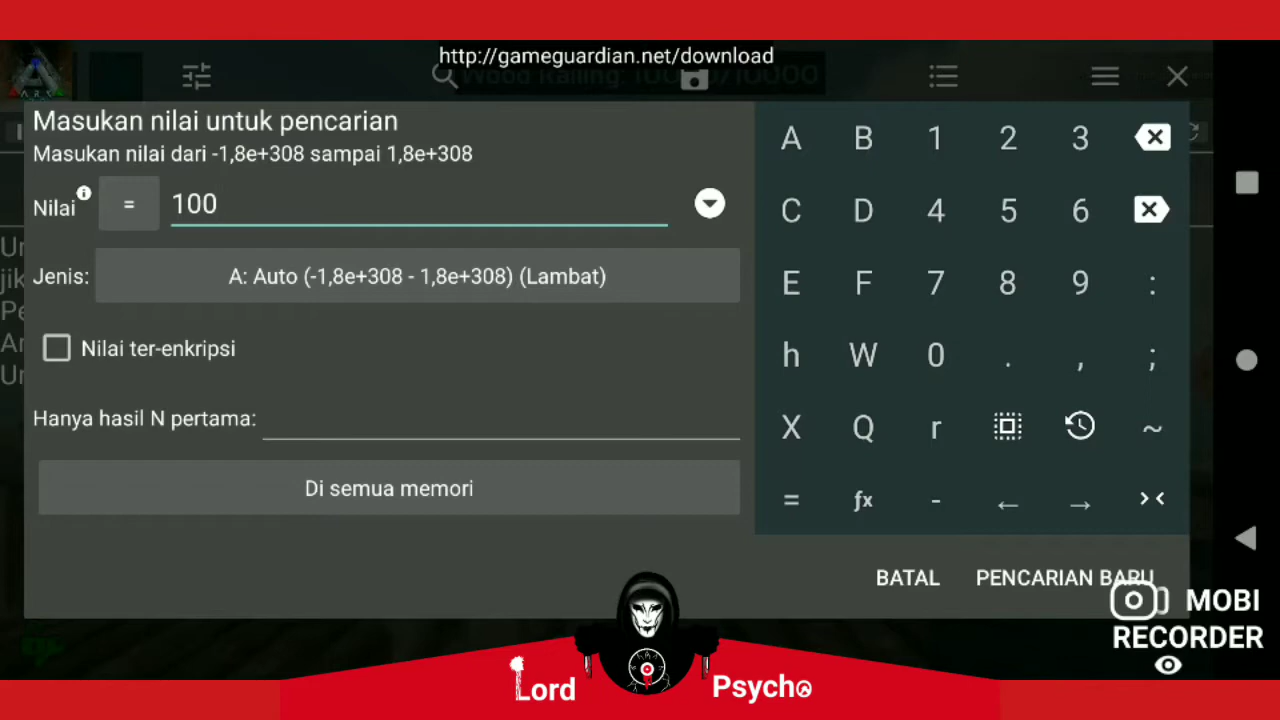 http://gameguardian.net/download
Masukan nilai untuk pencarian
Masukan nilai dari -1,8e+308 sampai 1,8e+308
Nilai i = 100
Jenis: A: Auto (-1,8e+308 - 1,8e+308) (Lambat)
Nilai ter-enkripsi
Hanya hasil N pertama:
Di semua memori
A B 1 2 3
C D 4 5 6
E F 7 8 9 :
h W 0 . , ;
X Q r ~
= ƒx - ← → ><
BATAL PENCARIAN BARU
MOBI
RECORDER
Lord Psycho